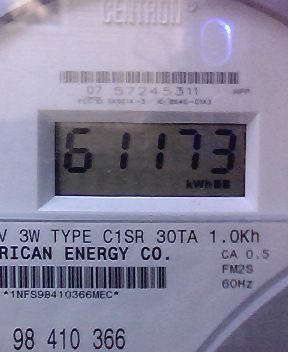 CENTRON
07 57245311
61173
kWh
V 3W TYPE C1SR 30TA 1.0Kh
RICAN ENERGY CO.
CA 0.5
FM2S
60Hz
*1NFS98410366MEC*
98 410 366